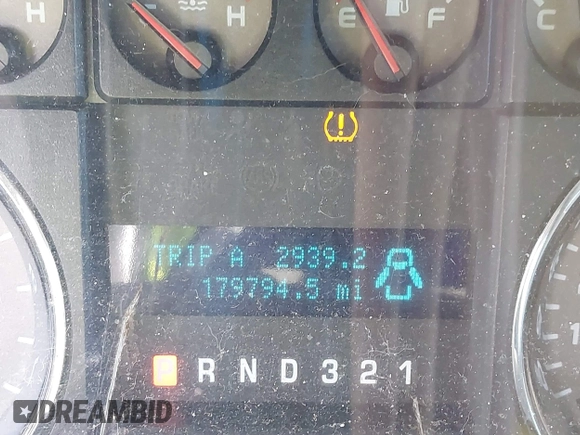 H H E F C
TRIP A 2939.2
179794.5 mi
P R N D 3 2 1
DREAMBID